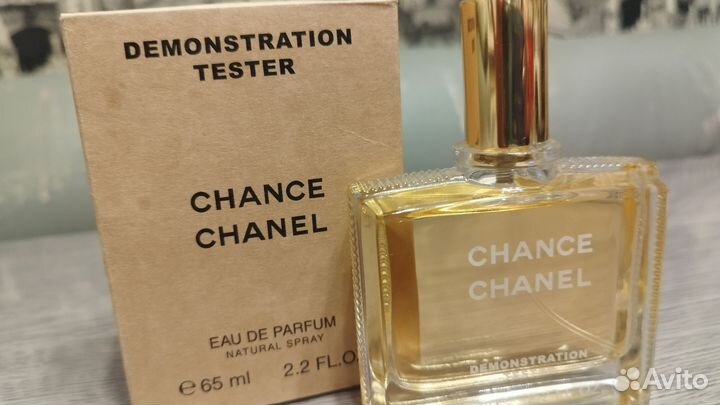 DEMONSTRATION
TESTER
CHANCE
CHANEL
EAU DE PARFUM
NATURAL SPRAY
e 65 ml 2.2 FL.O
CHANCE
CHANEL
DEMONSTRATION
Avito